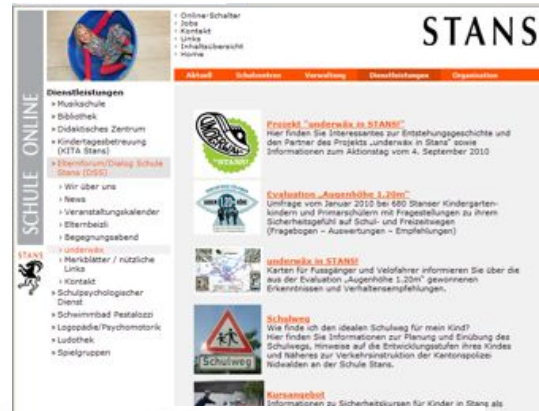 Online-Schalter
Jobs
Kontakt
Links
Inhaltsübersicht
Home
STANS
Aktuell Schulzentren Verwaltung Dienstleistungen Organisation
SCHULE ONLINE
STANS
Dienstleistungen
» Musikschule
» Bibliothek
» Didaktisches Zentrum
» Kindertagesbetreuung
(KITA Stans)
» Elternforum/Dialog Schule
Stans (DSS)
› Wir über uns
› News
› Veranstaltungskalender
› Elternbeizli
› Begegnungsabend
› underwäx
› Merkblätter / nützliche
Links
› Kontakt
» Schulpsychologischer
Dienst
» Schwimmbad Pestalozzi
» Logopädie/Psychomotorik
» Ludothek
» Spielgruppen
UNDERWÄX
"STANS!"
Projekt "underwäx in STANS!"
Hier finden Sie Interessantes zur Entstehungsgeschichte und
den Partner des Projekts „underwäx in Stans" sowie
Informationen zum Aktionstag vom 4. September 2010
Evaluation „Augenhöhe 1.20m"
Umfrage vom Januar 2010 bei 680 Stanser Kindergarten-
kindern und Primarschülern mit Fragestellungen zu ihrem
Sicherheitsgefühl auf Schul- und Freizeitwegen
(Fragebogen – Auswertungen – Empfehlungen)
underwäx in STANS!
Karten für Fussgänger und Velofahrer informieren Sie über die
aus der Evaluation „Augenhöhe 1.20m" gewonnenen
Erkenntnissen und Verhaltensempfehlungen.
Schulweg
Schulweg
Wie finde ich den idealen Schulweg für mein Kind?
Hier finden Sie Informationen zur Planung und Einübung des
Schulwegs, Hinweise auf die Entwicklungsstufen ihres Kindes
und Näheres zur Verkehrsinstruktion der Kantonspolizei
Nidwalden an der Schule Stans.
Kursangebot
Informationen zu Sicherheitskursen für Kinder in Stans als